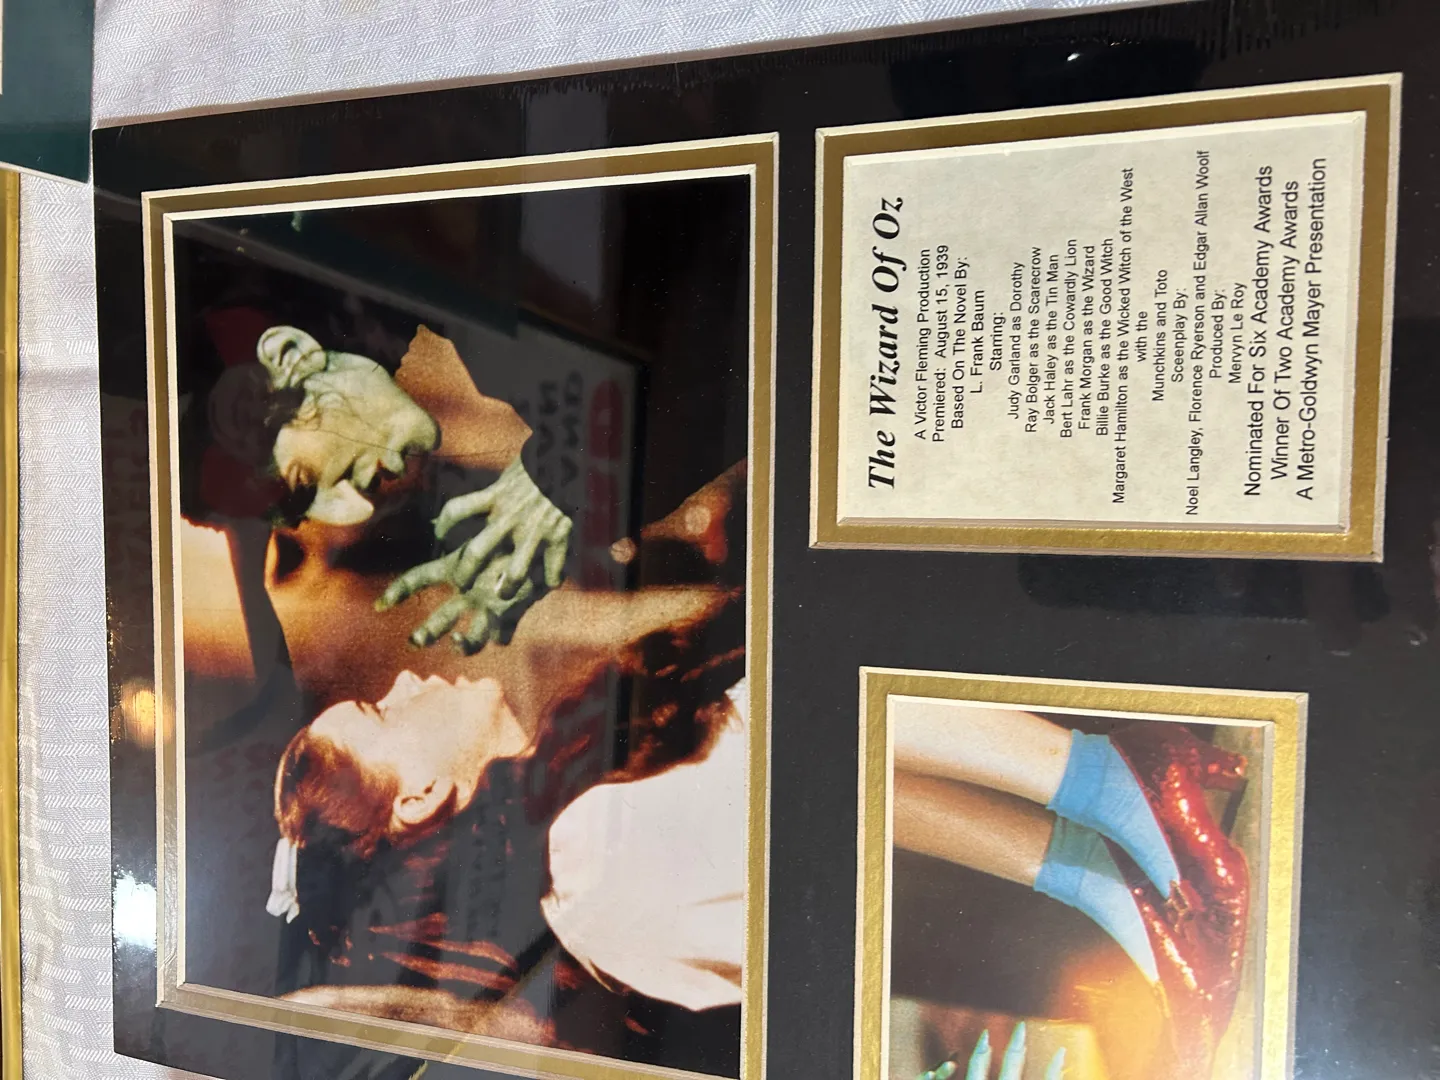 The Wizard Of Oz
A Victor Fleming Production
Premiered: August 15, 1939
Based On The Novel By:
L. Frank Baum
Starring:
Judy Garland as Dorothy
Ray Bolger as the Scarecrow
Jack Haley as the Tin Man
Bert Lahr as the Cowardly Lion
Frank Morgan as the Wizard
Billie Burke as the Good Witch
Margaret Hamilton as the Wicked Witch of the West
with the
Munchkins and Toto
Sceenplay By:
Noel Langley, Florence Ryerson and Edgar Allan Woolf
Produced By:
Mervyn Le Roy
Nominated For Six Academy Awards
Winner Of Two Academy Awards
A Metro-Goldwyn Mayer Presentation